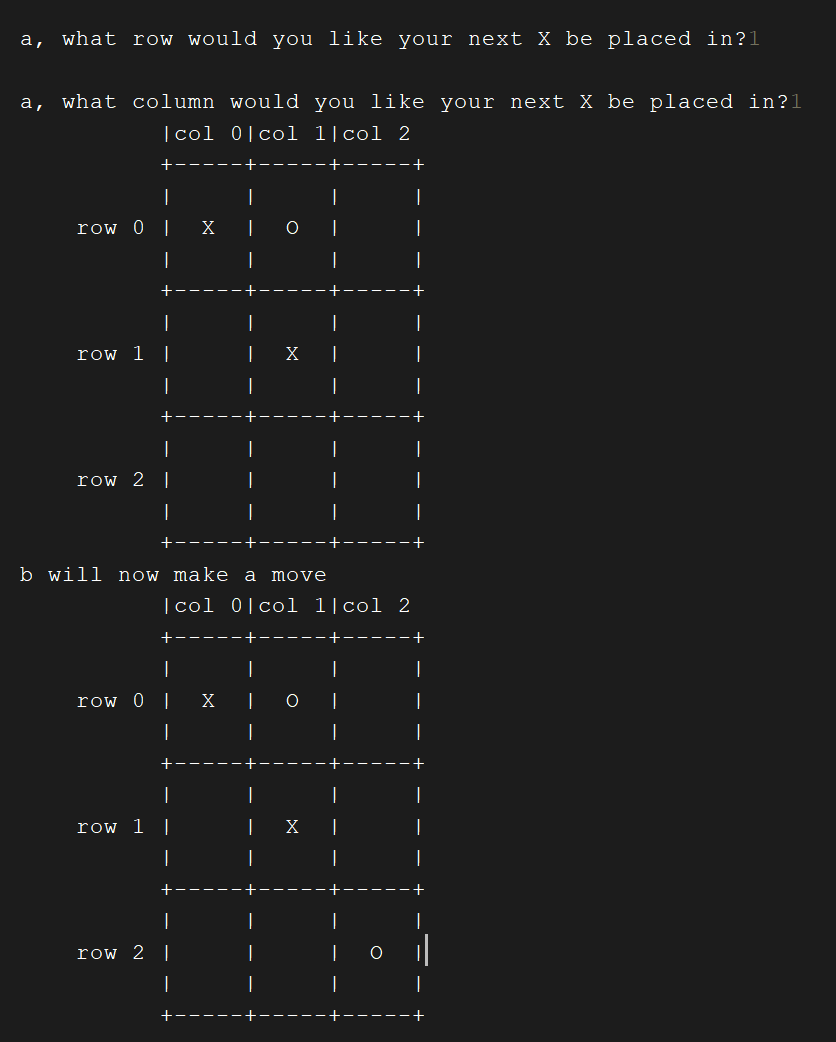 a, what row would you like your next X be placed in?1
a, what column would you like your next X be placed in?1
          |col 0|col 1|col 2
          +-----+-----+-----+
          |     |     |     |
    row 0 |  X  |  O  |     |
          |     |     |     |
          +-----+-----+-----+
          |     |     |     |
    row 1 |     |  X  |     |
          |     |     |     |
          +-----+-----+-----+
          |     |     |     |
    row 2 |     |     |     |
          |     |     |     |
          +-----+-----+-----+
b will now make a move
          |col 0|col 1|col 2
          +-----+-----+-----+
          |     |     |     |
    row 0 |  X  |  O  |     |
          |     |     |     |
          +-----+-----+-----+
          |     |     |     |
    row 1 |     |  X  |     |
          |     |     |     |
          +-----+-----+-----+
          |     |     |     |
    row 2 |     |     |  O  |
          |     |     |     |
          +-----+-----+-----+